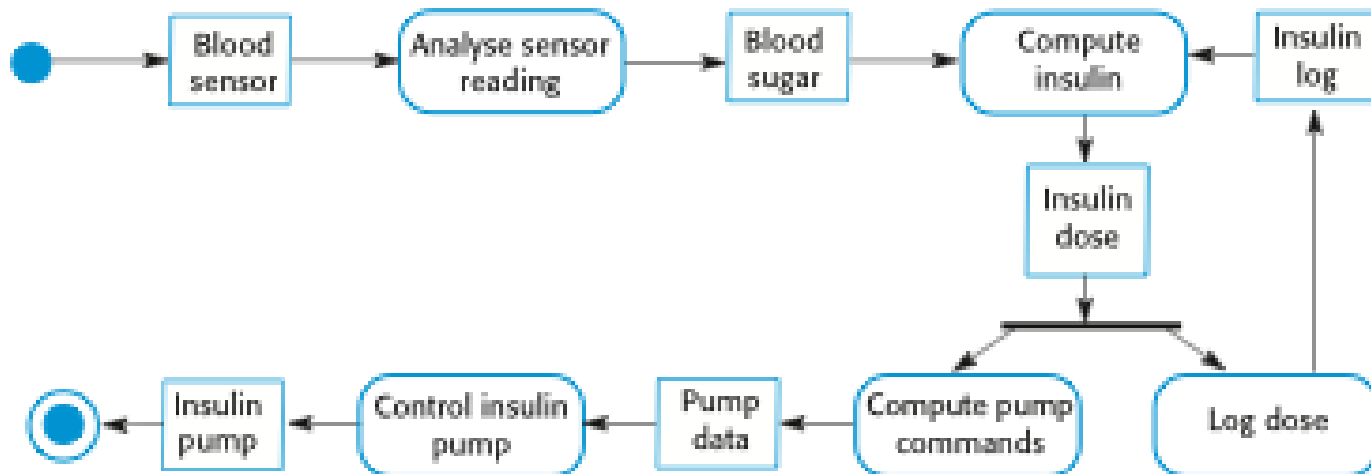 Blood
sensor
Analyse sensor
reading
Blood
sugar
Compute
insulin
Insulin
log
Insulin
dose
Insulin
pump
Control insulin
pump
Pump
data
Compute pump
commands
Log dose